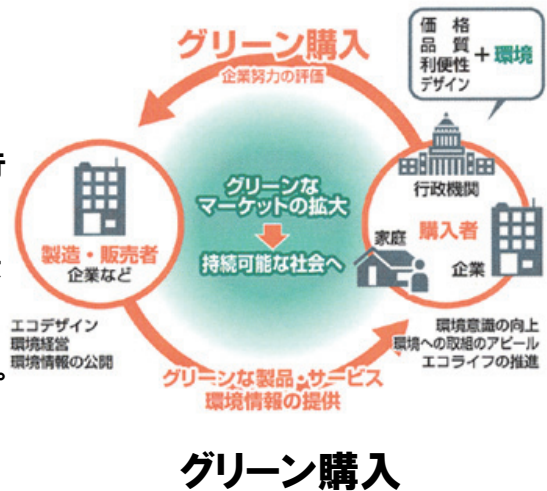 価格
品質
利便性
デザイン
+環境
グリーン購入
企業努力の評価
行政機関
家庭
購入者
企業
グリーンな
マーケットの拡大
持続可能な社会へ
製造・販売者
企業など
エコデザイン
環境経営
環境情報の公開
環境意識の向上
環境への取組のアピール
エコライフの推進
グリーンな製品・サービス
環境情報の提供
。
グリーン購入